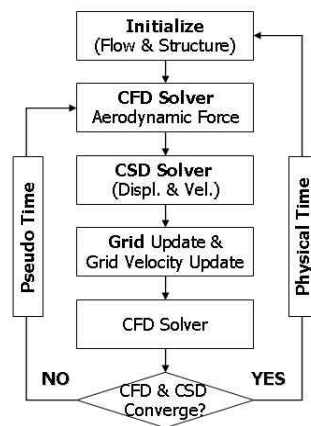 Initialize
(Flow & Structure)
CFD Solver
Aerodynamic Force
CSD Solver
(Displ. & Vel.)
Grid Update &
Grid Velocity Update
CFD Solver
Pseudo Time
Physical Time
NO
YES
CFD & CSD
Converge?